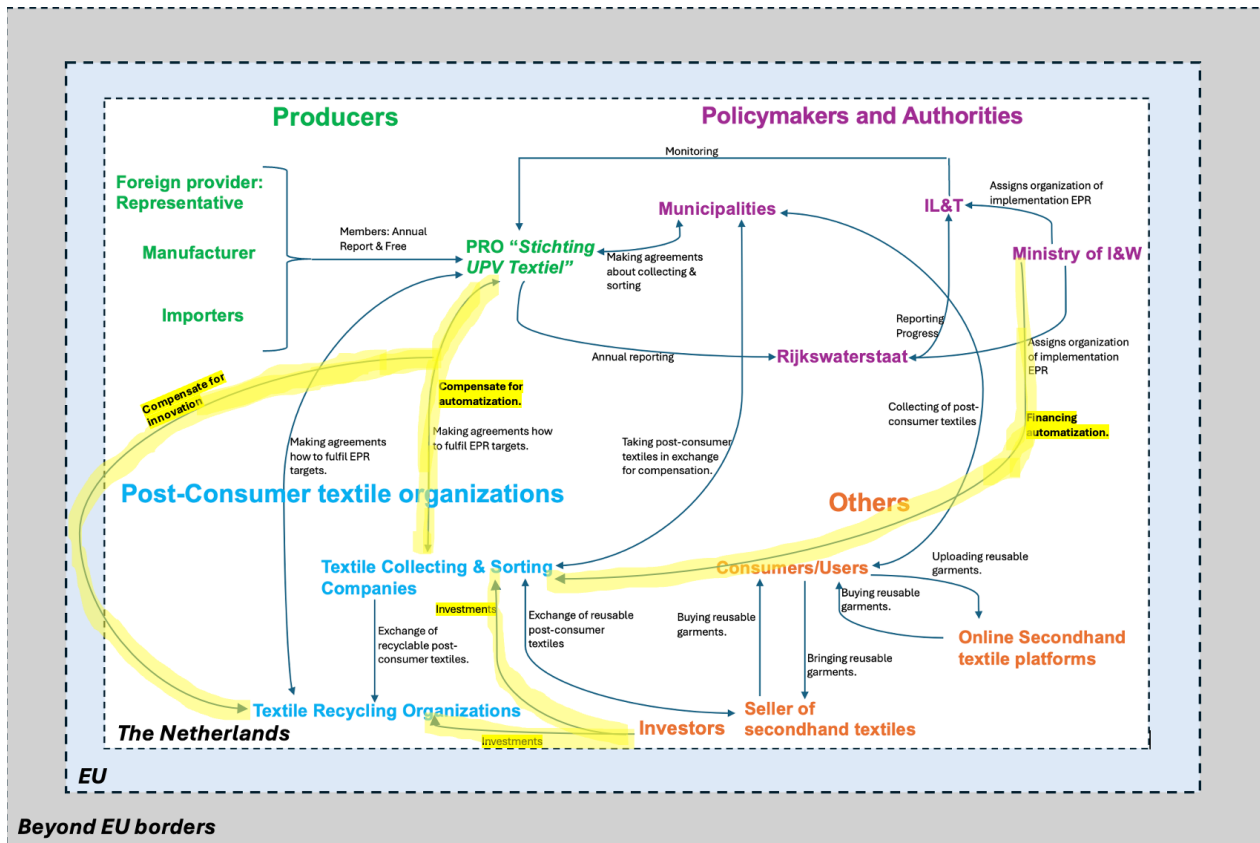 Producers
Policymakers and Authorities
Monitoring
Foreign provider:
Representative
Assigns organization of
implementation EPR
Municipalities
IL&T
Members: Annual
Report & Free
Manufacturer
PRO “Stichting
UPV Textiel”
Making agreements
about collecting &
sorting
Ministry of I&W
Importers
Reporting
Progress
Annual reporting
Rijkswaterstaat
Assigns organization
of implementation
EPR
Compensate for
innovation
Compensate for
automatization.
Collecting of post-
consumer textiles
Financing
automatization.
Making agreements
how to fulfil EPR
targets.
Making agreements how
to fulfil EPR targets.
Taking post-consumer
textiles in exchange
for compensation.
Post-Consumer textile organizations
Others
Textile Collecting & Sorting
Companies
Consumers/Users
Uploading reusable
garments.
Buying reusable
garments.
Investments
Exchange of reusable
post-consumer
textiles
Buying reusable
garments.
Exchange of
recyclable post-
consumer textiles.
Online Secondhand
textile platforms
Bringing reusable
garments.
Textile Recycling Organizations
Seller of
secondhand textiles
Investors
The Netherlands
Investments
EU
Beyond EU borders